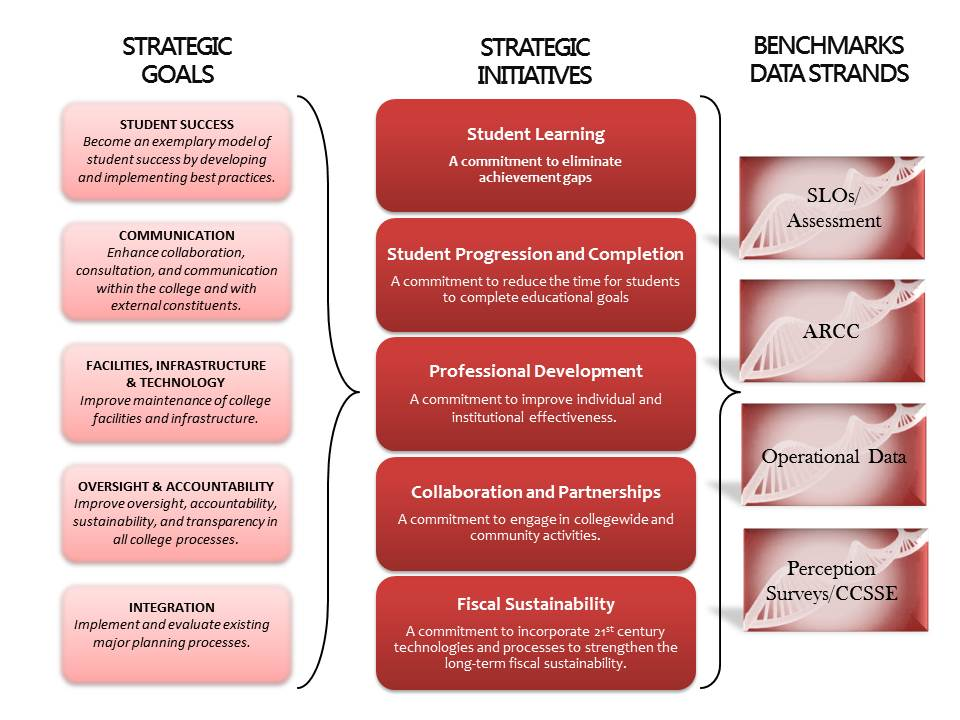 STRATEGIC
GOALS
STUDENT SUCCESS
Become an exemplary model of
student success by developing
and implementing best practices.
COMMUNICATION
Enhance collaboration,
consultation, and communication
within the college and with
external constituents.
FACILITIES, INFRASTRUCTURE
& TECHNOLOGY
Improve maintenance of college
facilities and infrastructure.
OVERSIGHT & ACCOUNTABILITY
Improve oversight, accountability,
sustainability, and transparency in
all college processes.
INTEGRATION
Implement and evaluate existing
major planning processes.
STRATEGIC
INITIATIVES
Student Learning
A commitment to eliminate
achievement gaps
Student Progression and Completion
A commitment to reduce the time for students
to complete educational goals
Professional Development
A commitment to improve individual and
institutional effectiveness.
Collaboration and Partnerships
A commitment to engage in collegewide and
community activities.
Fiscal Sustainability
A commitment to incorporate 21st century
technologies and processes to strengthen the
long-term fiscal sustainability.
BENCHMARKS
DATA STRANDS
SLOs/
Assessment
ARCC
Operational Data
Perception
Surveys/CCSSE